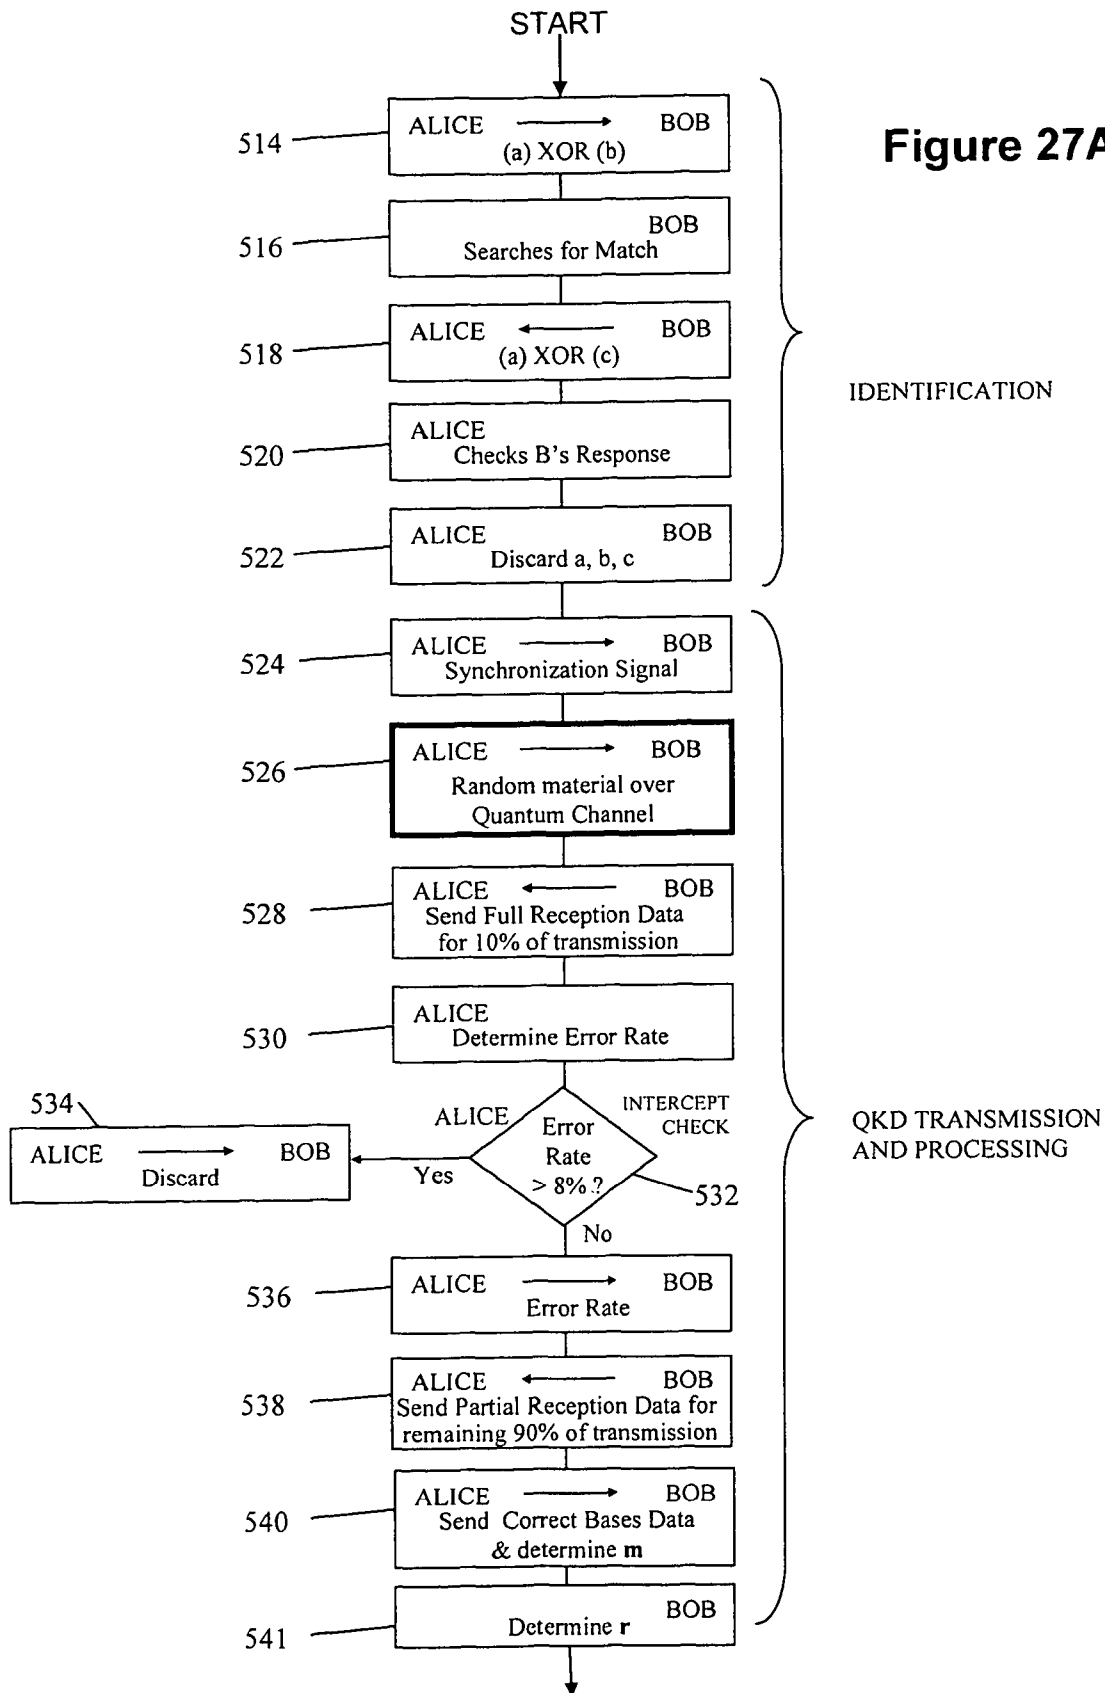 START
Figure 27A
514
ALICE BOB
(a) XOR (b)
516
BOB
Searches for Match
518
ALICE BOB
(a) XOR (c)
IDENTIFICATION
520
ALICE
Checks B's Response
522
ALICE BOB
Discard a, b, c
524
ALICE BOB
Synchronization Signal
526
ALICE BOB
Random material over
Quantum Channel
528
ALICE BOB
Send Full Reception Data
for 10% of transmission
530
ALICE
Determine Error Rate
534
ALICE BOB
Discard
Yes
ALICE
INTERCEPT
CHECK
Error
Rate
> 8%.?
532
No
QKD TRANSMISSION
AND PROCESSING
536
ALICE BOB
Error Rate
538
ALICE BOB
Send Partial Reception Data for
remaining 90% of transmission
540
ALICE BOB
Send Correct Bases Data
& determine m
541
BOB
Determine r